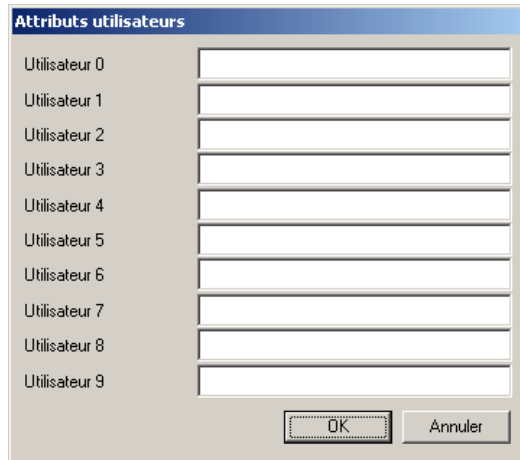 Attributs utilisateurs
Utilisateur 0
Utilisateur 1
Utilisateur 2
Utilisateur 3
Utilisateur 4
Utilisateur 5
Utilisateur 6
Utilisateur 7
Utilisateur 8
Utilisateur 9
OK Annuler